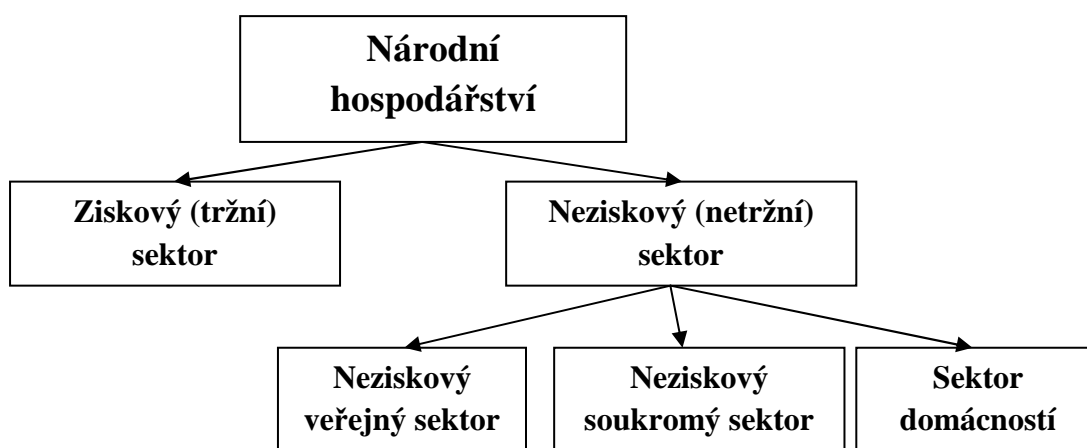 Národní
hospodářství
Ziskový (tržní)
sektor
Neziskový (netržní)
sektor
Neziskový
veřejný sektor
Neziskový
soukromý sektor
Sektor
domácností